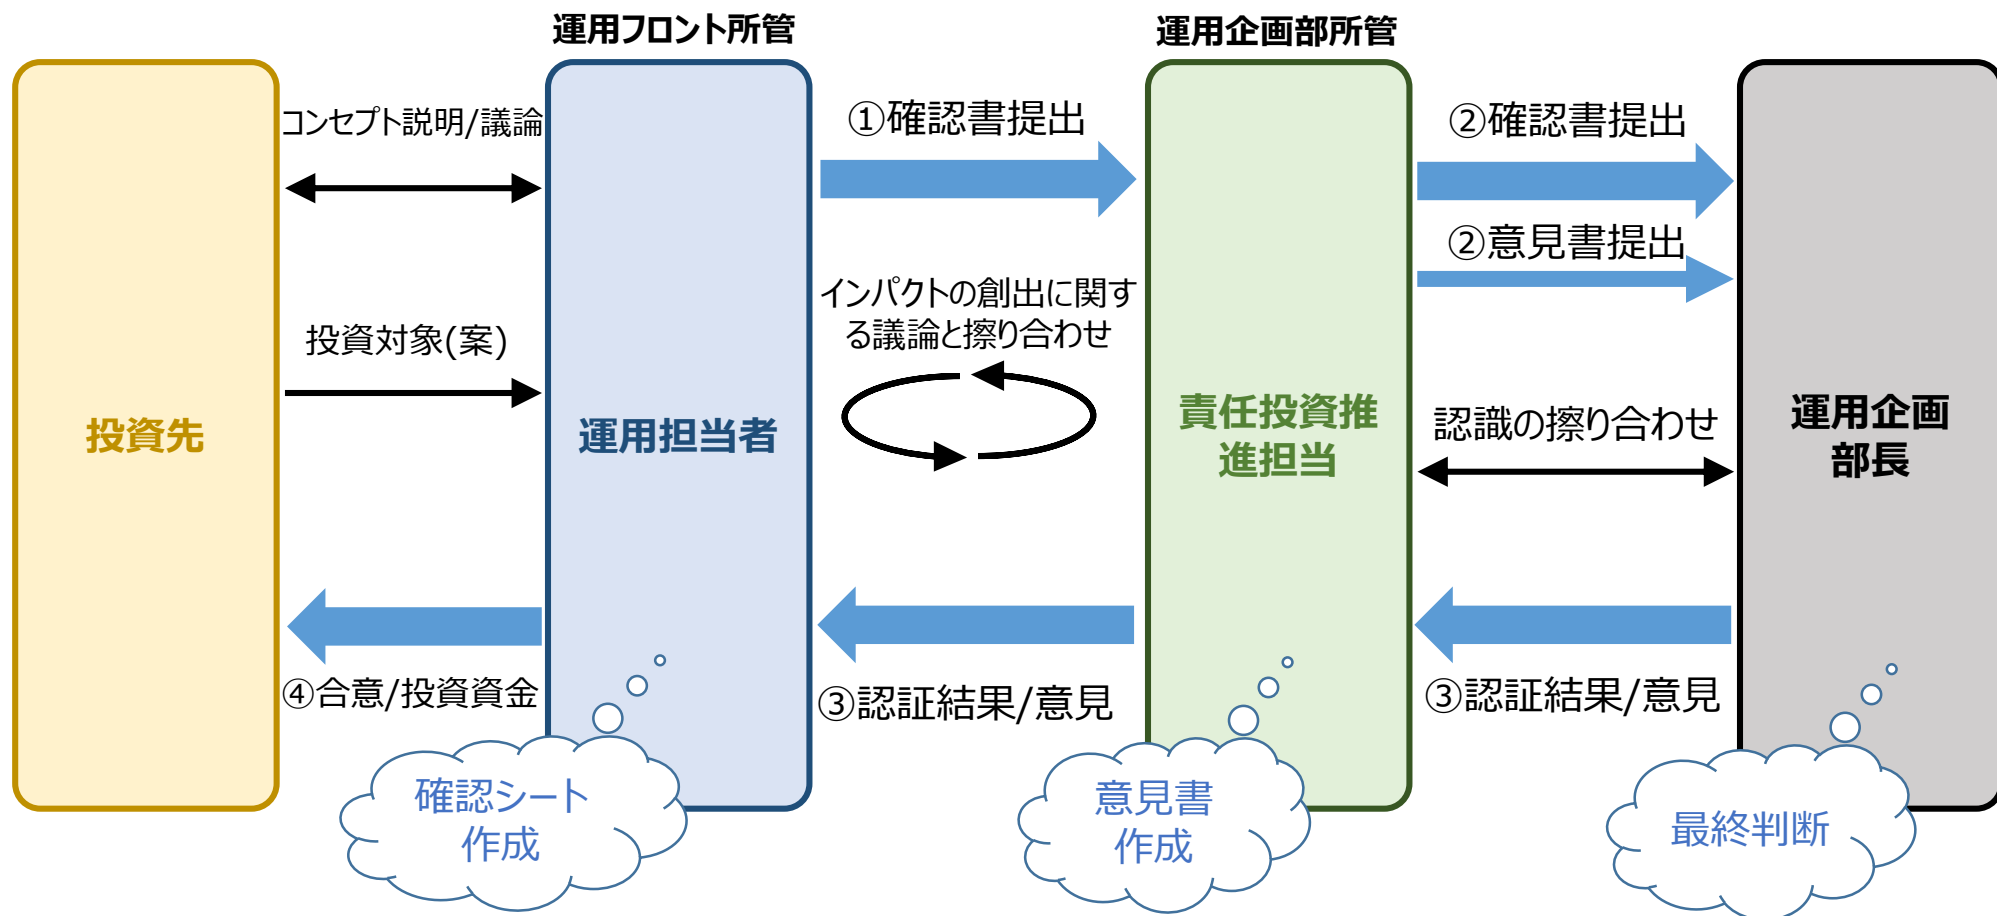 運用フロント所管
運用企画部所管
コンセプト説明/議論
①確認書提出
②確認書提出
②意見書提出
インパクトの創出に関す
る議論と擦り合わせ
投資対象(案)
投資先
運用担当者
責任投資推
進担当
認識の擦り合わせ
運用企画
部長
④合意/投資資金
③認証結果/意見
③認証結果/意見
確認シート
作成
意見書
作成
最終判断